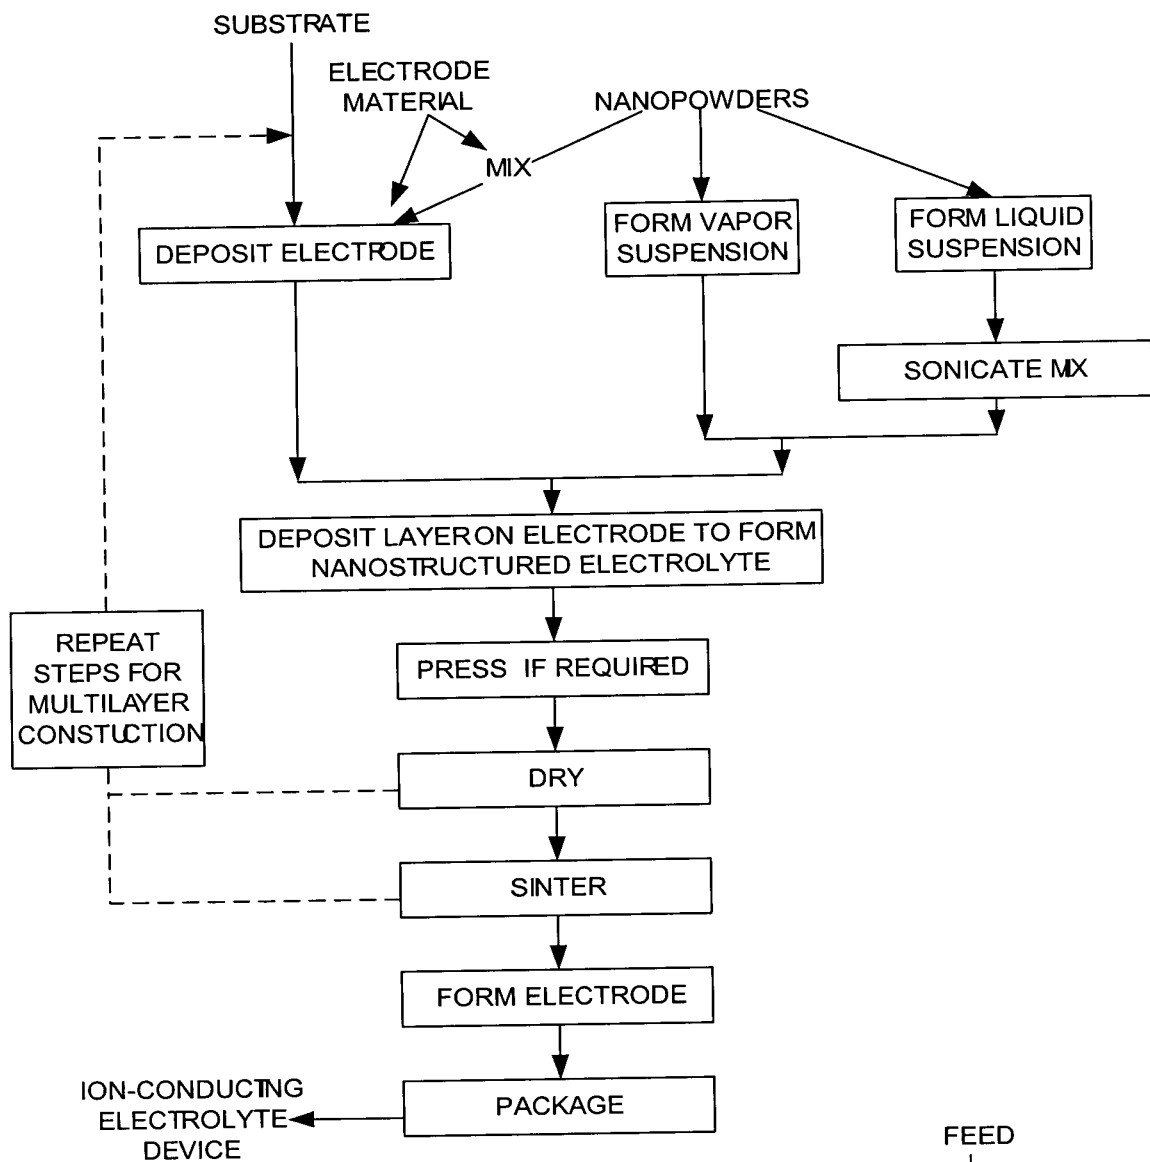 SUBSTRATE
ELECTRODE
MATERIAL
NANOPOWDERS
MIX
DEPOSIT ELECTRODE
FORM VAPOR
SUSPENSION
FORM LIQUID
SUSPENSION
SONICATE MIX
DEPOSIT LAYER ON ELECTRODE TO FORM
NANOSTRUCTURED ELECTROLYTE
REPEAT
STEPS FOR
MULTILAYER
CONSTUCTION
PRESS IF REQUIRED
DRY
SINTER
FORM ELECTRODE
PACKAGE
ION-CONDUCTING
ELECTROLYTE
DEVICE
FEED